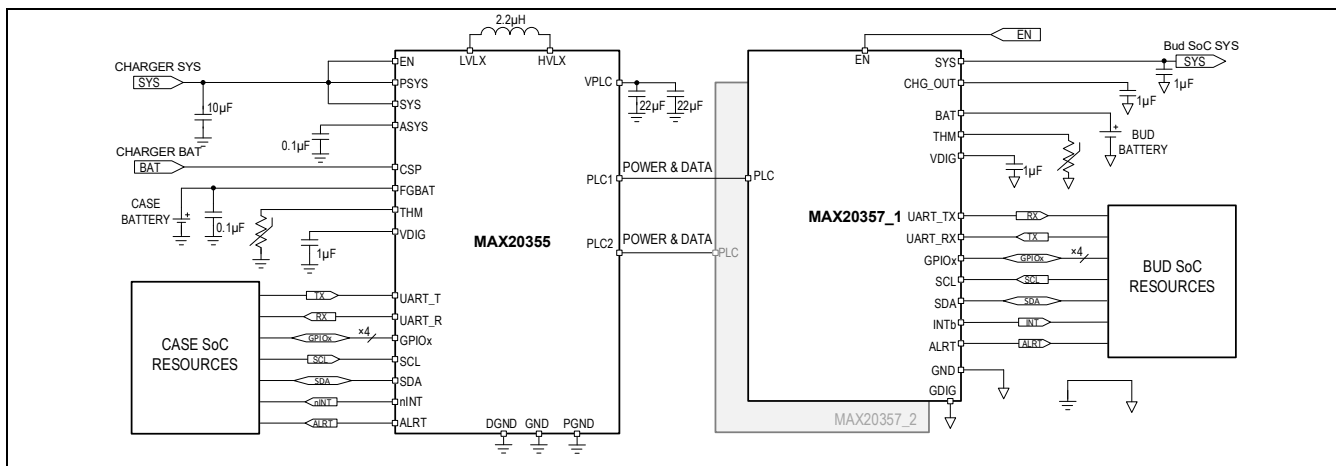 2.2µH
LVLX
HVLX
EN
EN
CHARGER SYS
SYS
10µF
EN
PSYS
SYS
ASYS
0.1µF
CHARGER BAT
BAT
CSP
FGBAT
CASE
BATTERY
+
0.1µF
THM
1µF
VDIG
MAX20355
VPLC
22µF
22µF
PLC1
POWER & DATA
PLC2
POWER & DATA
CASE SoC
RESOURCES
TX
UART_T
RX
UART_R
GPIOx
×4
GPIOx
SCL
SCL
SDA
SDA
nINT
nINT
ALRT
ALRT
DGND
GND
PGND
PLC
PLC
MAX20357_1
MAX20357_2
SYS
Bud SoC SYS
SYS
1µF
CHG_OUT
1µF
BAT
+
BUD
BATTERY
THM
VDIG
1µF
UART_TX
RX
UART_RX
TX
GPIOx
GPIOx
×4
SCL
SCL
SDA
SDA
INTb
INT
ALRT
ALRT
GND
GDIG
BUD SoC
RESOURCES